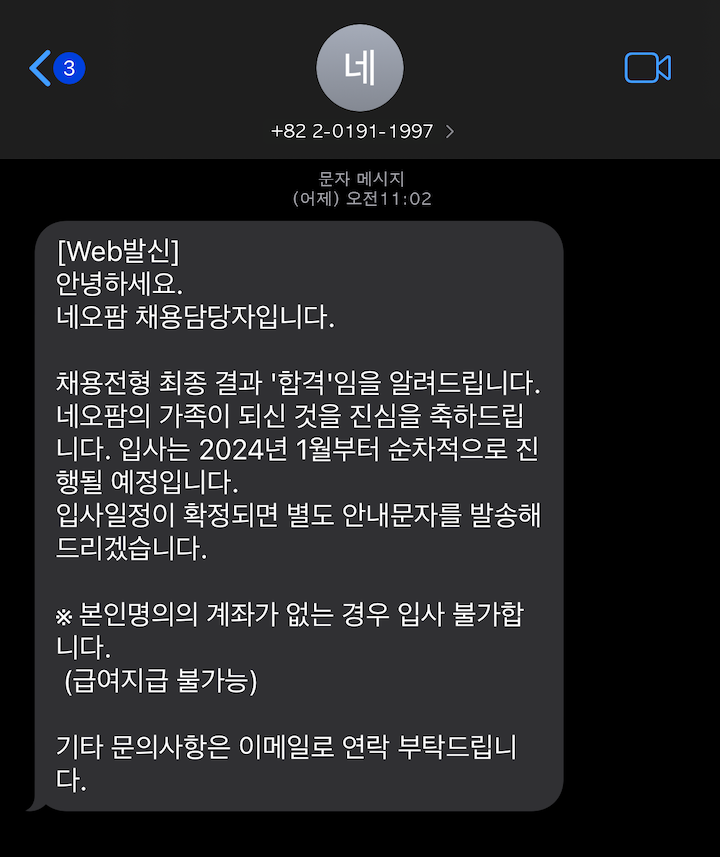 3
네
+82 2-0191-1997
문자 메시지
(어제) 오전11:02
[Web발신]
안녕하세요.
네오팜 채용담당자입니다.
채용전형 최종 결과 '합격'임을 알려드립니다.
네오팜의 가족이 되신 것을 진심을 축하드립
니다. 입사는 2024년 1월부터 순차적으로 진
행될 예정입니다.
입사일정이 확정되면 별도 안내문자를 발송해
드리겠습니다.
※ 본인명의의 계좌가 없는 경우 입사 불가합
니다.
(급여지급 불가능)
기타 문의사항은 이메일로 연락 부탁드립니
다.